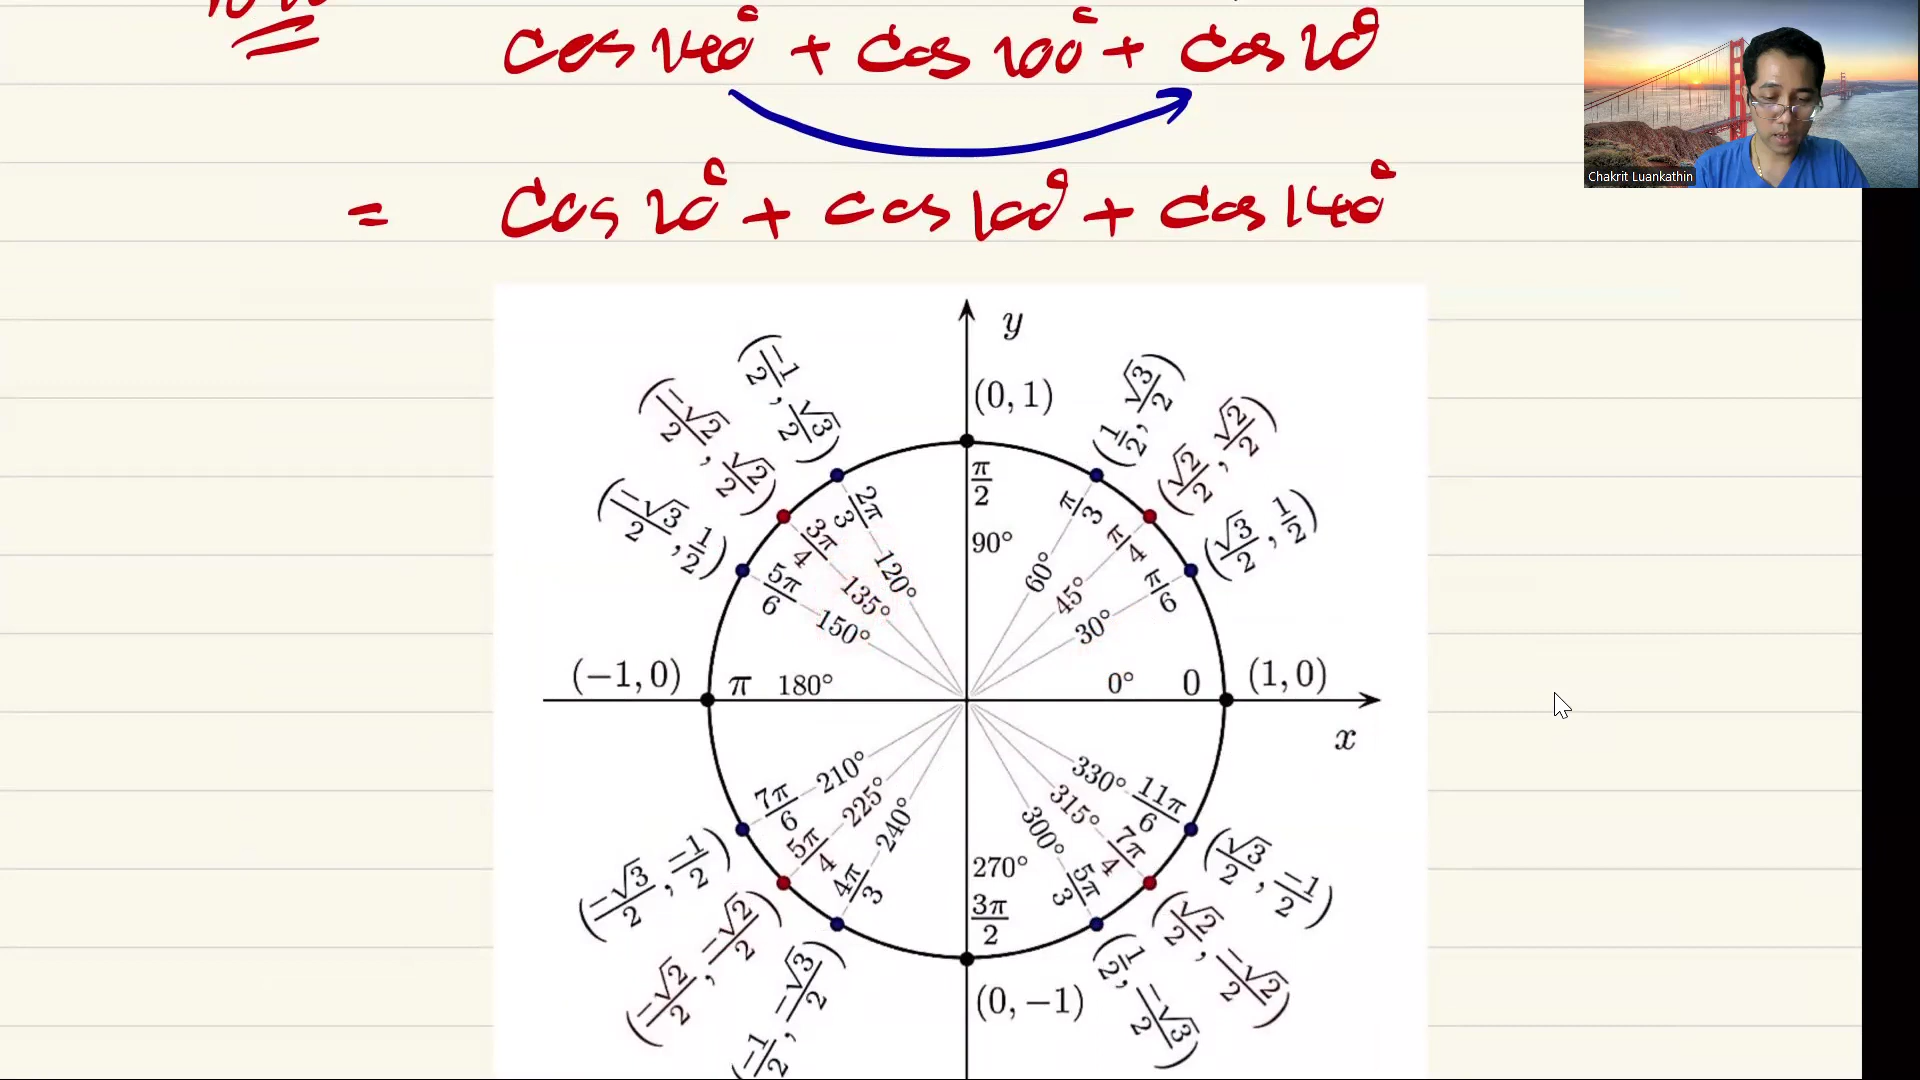 cos 140° + cos 100° + cos 20°
= cos 20° + cos 100° + cos 140°
Chakrit Luankathin
y
(0, 1)
(-1/2, √3/2) (1/2, √3/2)
(-√2/2, √2/2) (√2/2, √2/2)
(-√3/2, 1/2) (√3/2, 1/2)
2π/3 π/2 π/3
3π/4 π/4
5π/6 π/6
120° 90° 60°
135° 45°
150° 30°
(−1, 0) π 180° 0° 0 (1, 0)
x
210° 330°
225° 315°
240° 270° 300°
7π/6 11π/6
5π/4 7π/4
4π/3 3π/2 5π/3
(-√3/2, -1/2) (√3/2, -1/2)
(-√2/2, -√2/2) (√2/2, -√2/2)
(-1/2, -√3/2) (0, −1) (1/2, -√3/2)